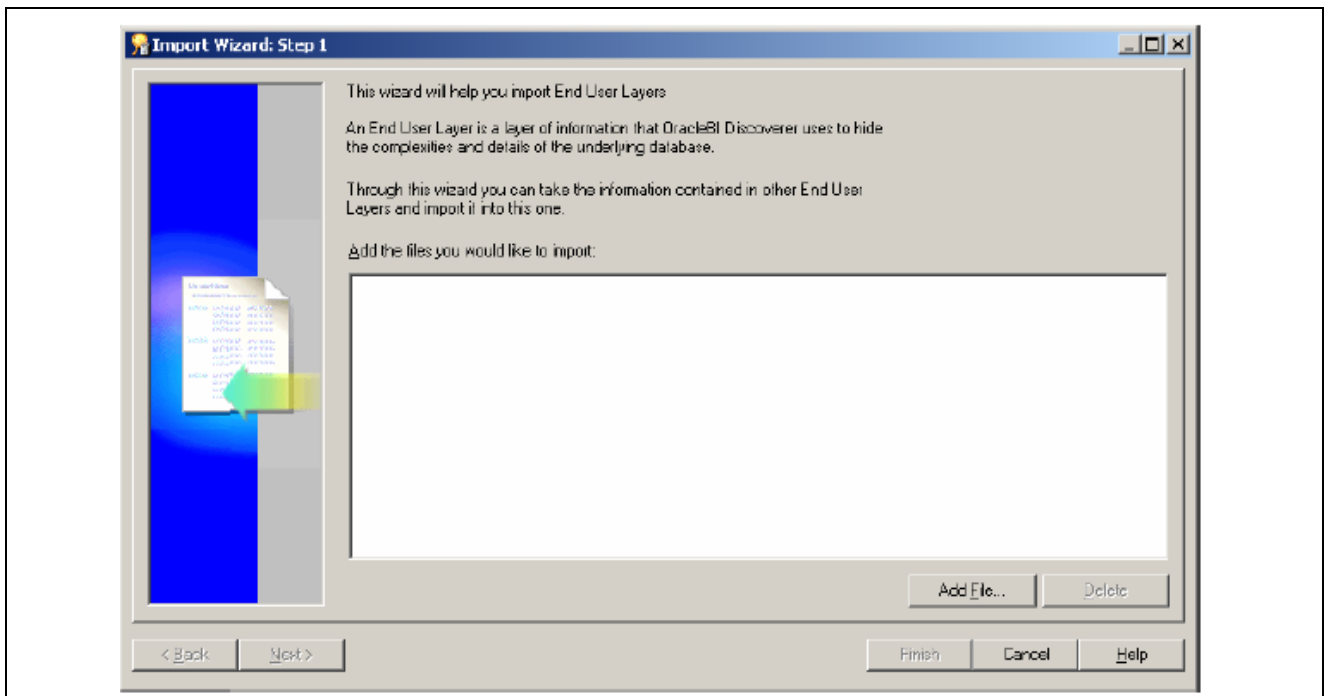 Import Wizard: Step 1
This wizard will help you import End User Layers
An End User Layer is a layer of information that OracleBI Discoverer uses to hide
the complexities and details of the underlying database.
Through this wizard you can take the information contained in other End User
Layers and import it into this one.
Add the files you would like to import:
Add File...
Delete
< Back
Next >
Finish
Cancel
Help